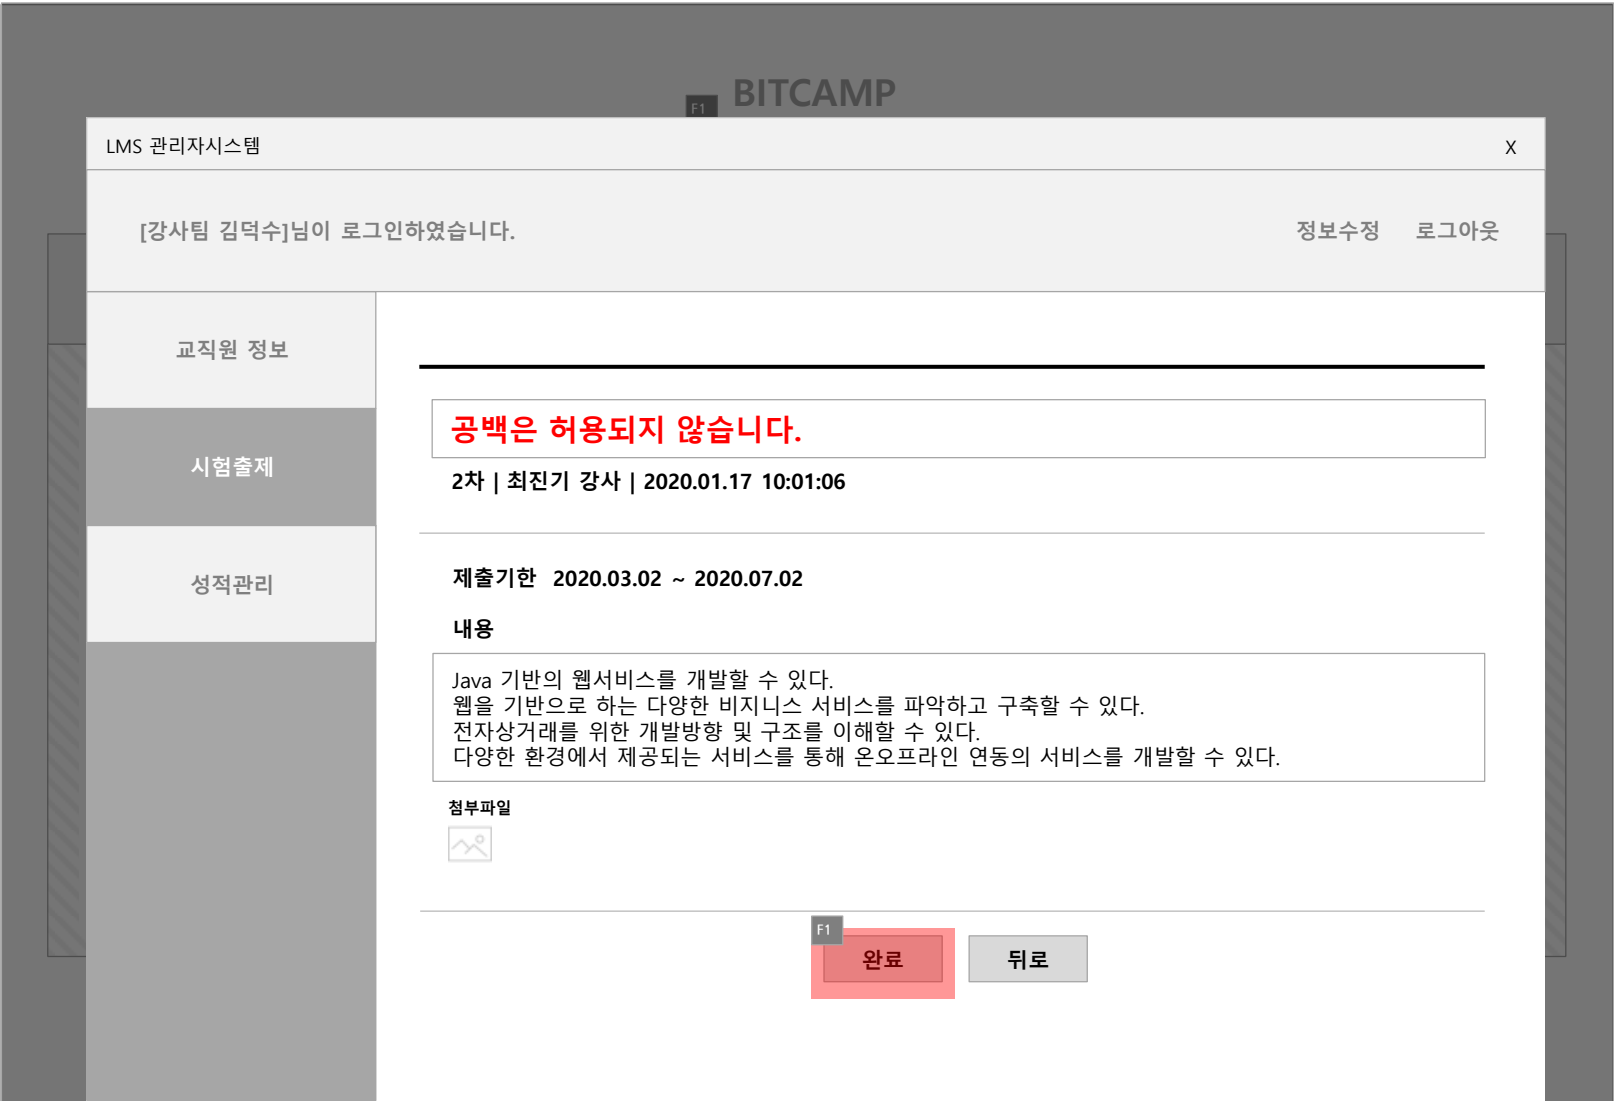 BITCAMP
F1
LMS 관리자시스템
X
[강사팀 김덕수]님이 로그인하였습니다.
정보수정
로그아웃
교직원 정보
시험출제
성적관리
공백은 허용되지 않습니다.
2차 | 최진기 강사 | 2020.01.17 10:01:06
제출기한 2020.03.02 ~ 2020.07.02
내용
Java 기반의 웹서비스를 개발할 수 있다.
웹을 기반으로 하는 다양한 비지니스 서비스를 파악하고 구축할 수 있다.
전자상거래를 위한 개발방향 및 구조를 이해할 수 있다.
다양한 환경에서 제공되는 서비스를 통해 온오프라인 연동의 서비스를 개발할 수 있다.
첨부파일
F1
완료
뒤로